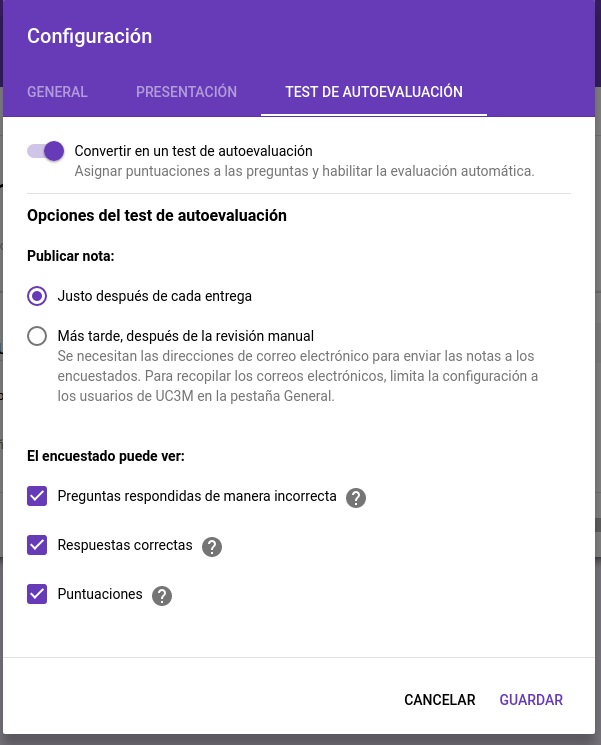 Configuración
GENERAL PRESENTACIÓN TEST DE AUTOEVALUACIÓN
Convertir en un test de autoevaluación
Asignar puntuaciones a las preguntas y habilitar la evaluación automática.
Opciones del test de autoevaluación
Publicar nota:
Justo después de cada entrega
Más tarde, después de la revisión manual
Se necesitan las direcciones de correo electrónico para enviar las notas a los
encuestados. Para recopilar los correos electrónicos, limita la configuración a
los usuarios de UC3M en la pestaña General.
El encuestado puede ver:
Preguntas respondidas de manera incorrecta ?
Respuestas correctas ?
Puntuaciones ?
CANCELAR GUARDAR